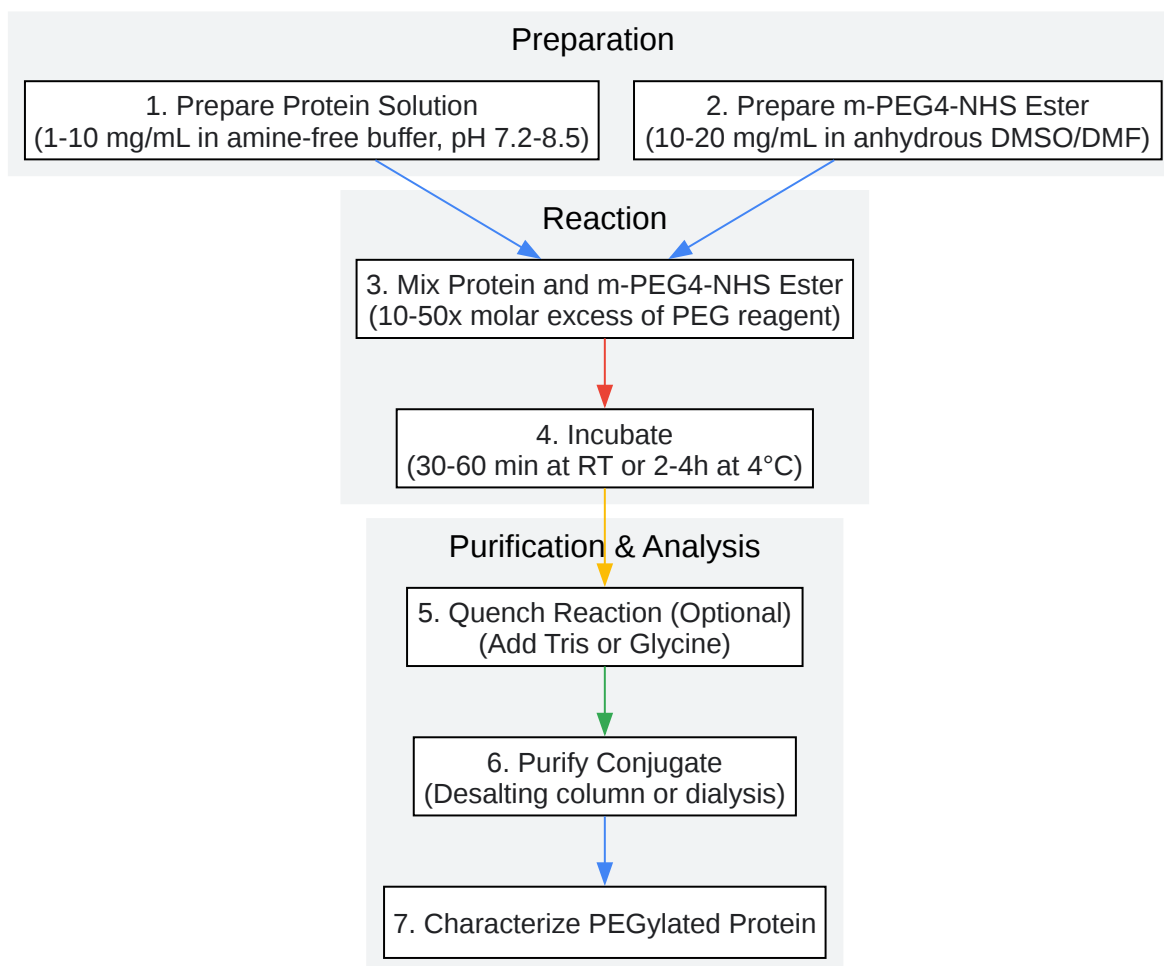 Preparation
1. Prepare Protein Solution
(1-10 mg/mL in amine-free buffer, pH 7.2-8.5)
2. Prepare m-PEG4-NHS Ester
(10-20 mg/mL in anhydrous DMSO/DMF)
Reaction
3. Mix Protein and m-PEG4-NHS Ester
(10-50x molar excess of PEG reagent)
4. Incubate
(30-60 min at RT or 2-4h at 4°C)
Purification & Analysis
5. Quench Reaction (Optional)
(Add Tris or Glycine)
6. Purify Conjugate
(Desalting column or dialysis)
7. Characterize PEGylated Protein